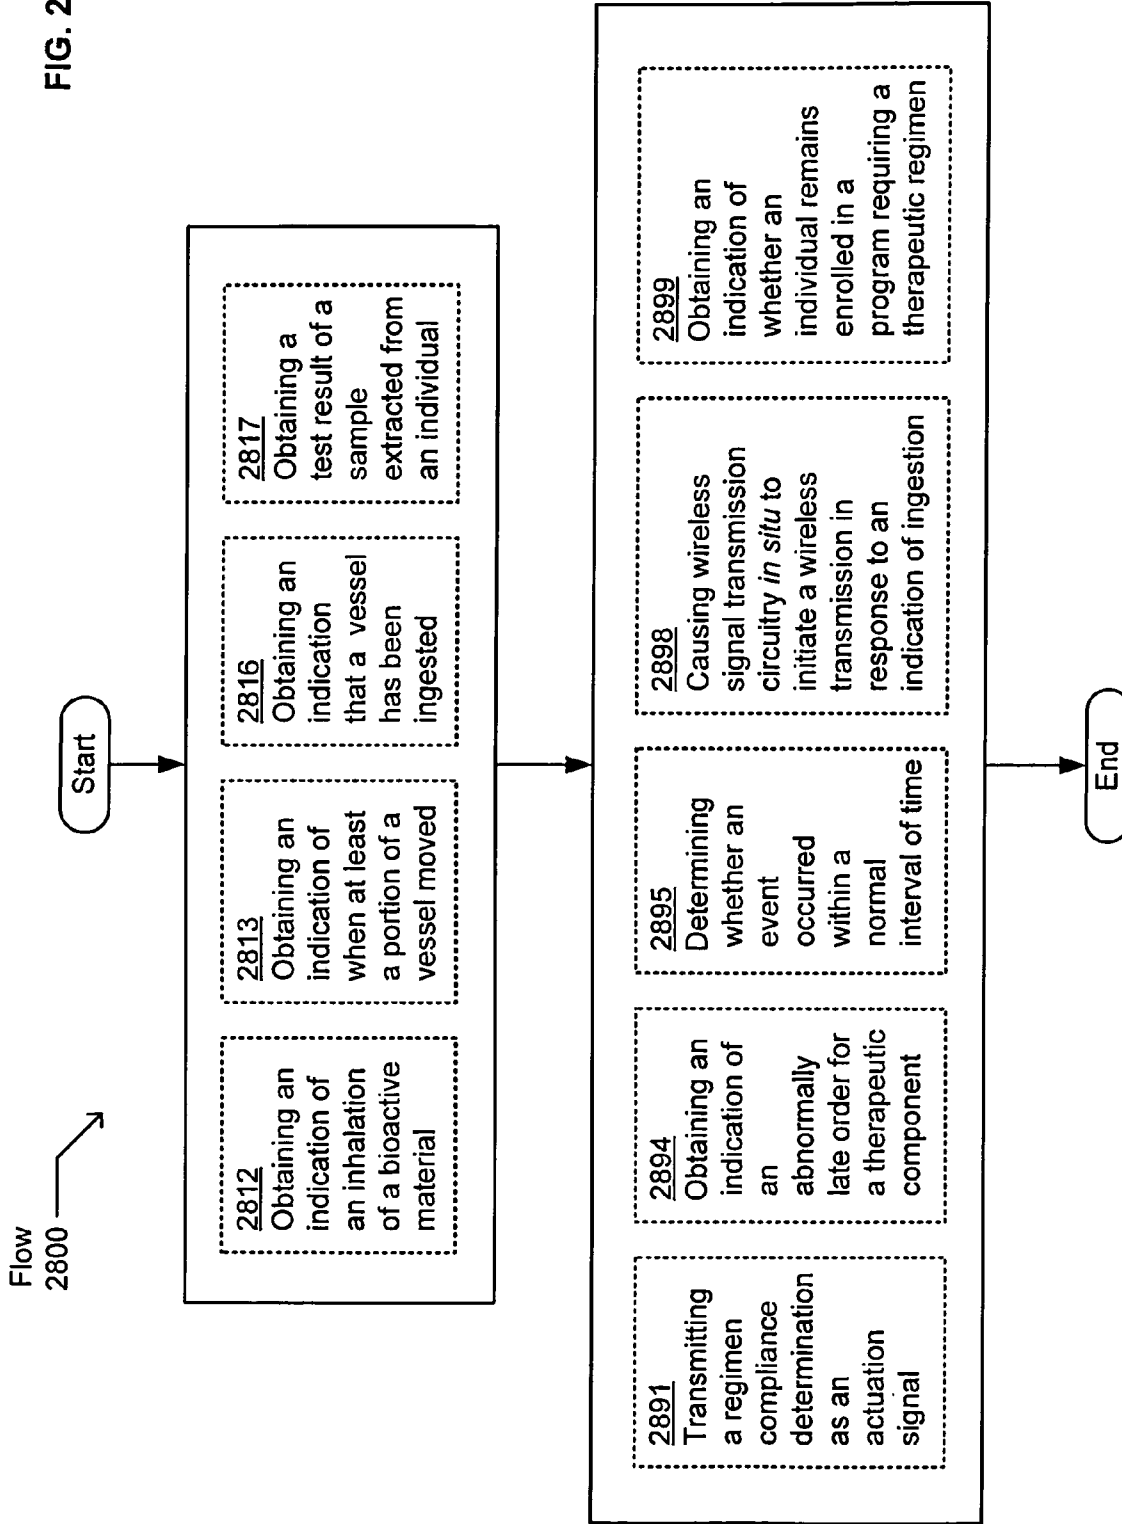 FIG. 2
Flow
2800
Start
2812
Obtaining an
indication of
an inhalation
of a bioactive
material
2813
Obtaining an
indication of
when at least
a portion of a
vessel moved
2816
Obtaining an
indication
that a vessel
has been
ingested
2817
Obtaining a
test result of a
sample
extracted from
an individual
2891
Transmitting
a regimen
compliance
determination
as an
actuation
signal
2894
Obtaining an
indication of
an
abnormally
late order for
a therapeutic
component
2895
Determining
whether an
event
occurred
within a
normal
interval of time
2898
Causing wireless
signal transmission
circuitry in situ to
initiate a wireless
transmission in
response to an
indication of ingestion
2899
Obtaining an
indication of
whether an
individual remains
enrolled in a
program requiring a
therapeutic regimen
End